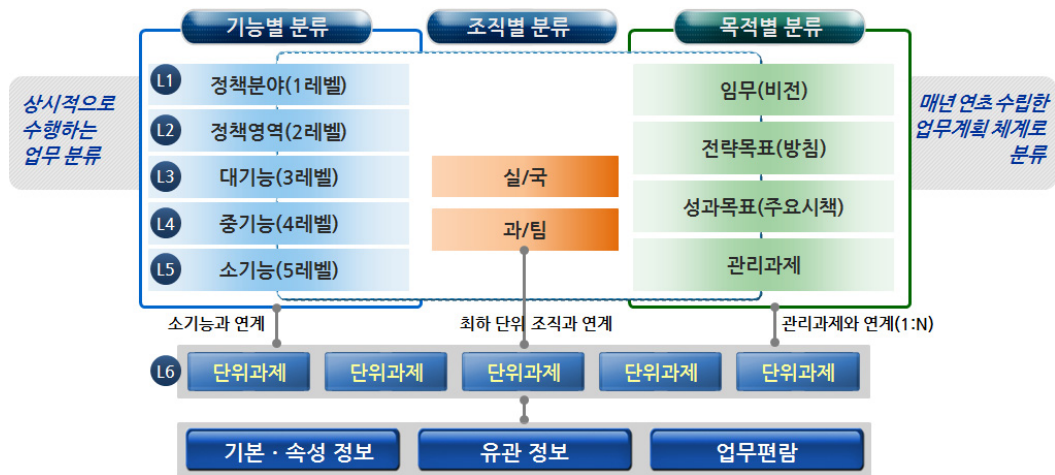 기능별 분류
조직별 분류
목적별 분류
상시적으로
수행하는
업무 분류
L1
정책분야(1레벨)
L2
정책영역(2레벨)
L3
대기능(3레벨)
L4
중기능(4레벨)
L5
소기능(5레벨)
실/국
과/팀
임무(비전)
전략목표(방침)
성과목표(주요시책)
관리과제
매년 연초 수립한
업무계획 체계로
분류
소기능과 연계
최하 단위 조직과 연계
관리과제와 연계(1:N)
L6
단위과제
단위과제
단위과제
단위과제
단위과제
기본 · 속성 정보
유관 정보
업무편람